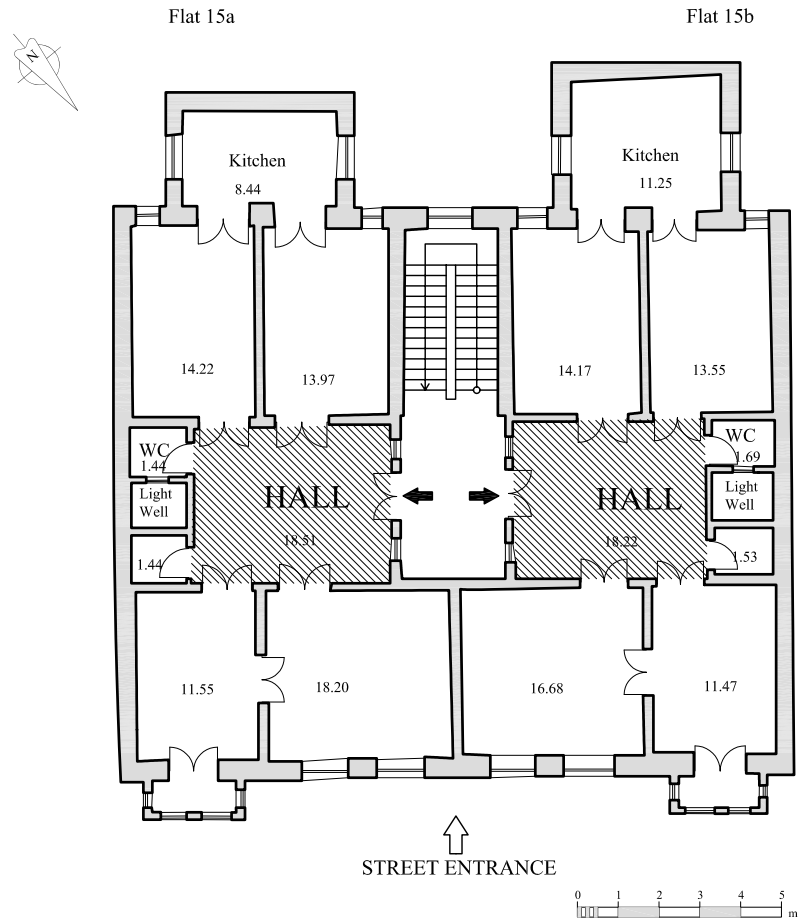 Flat 15a
Flat 15b
N
Kitchen
8.44
Kitchen
11.25
14.22
13.97
14.17
13.55
WC
1.44
WC
1.69
Light
Well
Light
Well
HALL
18.51
HALL
18.22
1.44
1.53
11.55
18.20
16.68
11.47
STREET ENTRANCE
0 1 2 3 4 5
m